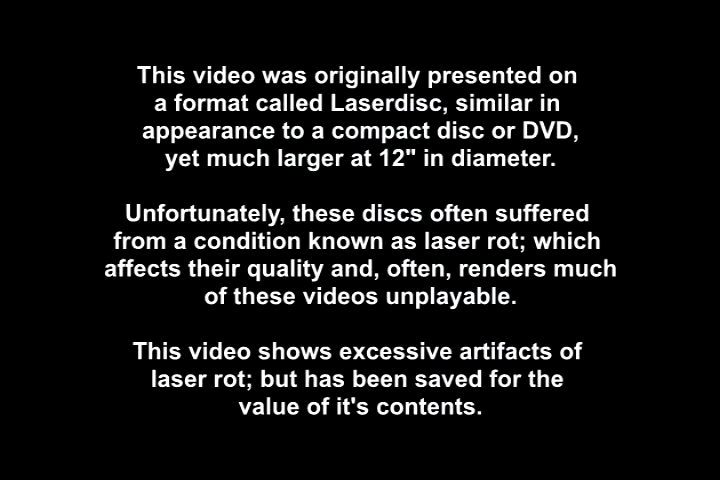 This video was originally presented on
a format called Laserdisc, similar in
appearance to a compact disc or DVD,
yet much larger at 12" in diameter.
Unfortunately, these discs often suffered
from a condition known as laser rot; which
affects their quality and, often, renders much
of these videos unplayable.
This video shows excessive artifacts of
laser rot; but has been saved for the
value of it's contents.